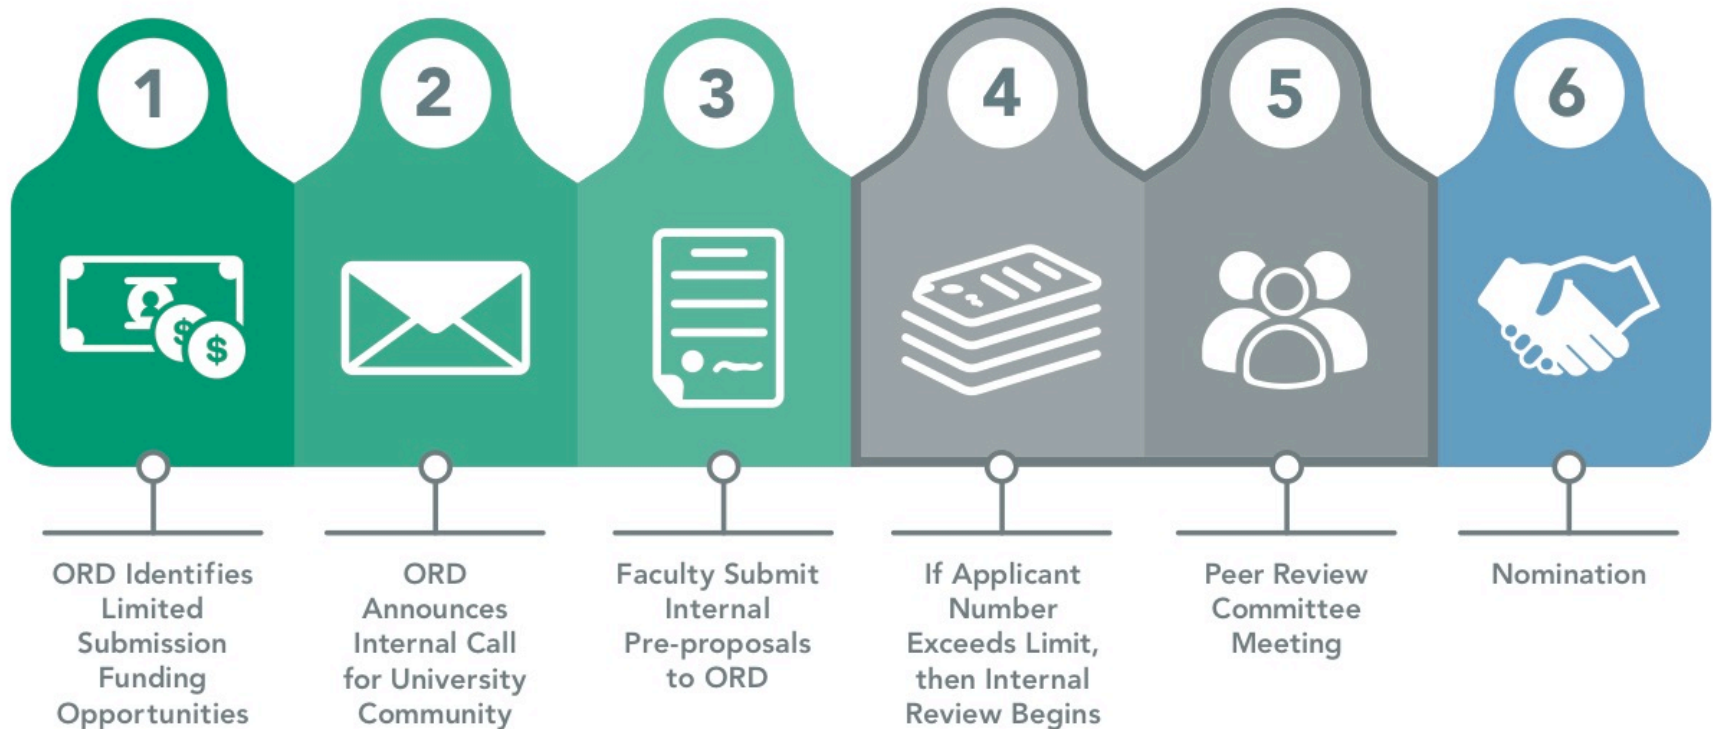 1
ORD Identifies
Limited
Submission
Funding
Opportunities
2
ORD
Announces
Internal Call
for University
Community
3
Faculty Submit
Internal
Pre-proposals
to ORD
4
If Applicant
Number
Exceeds Limit,
then Internal
Review Begins
5
Peer Review
Committee
Meeting
6
Nomination
$
$